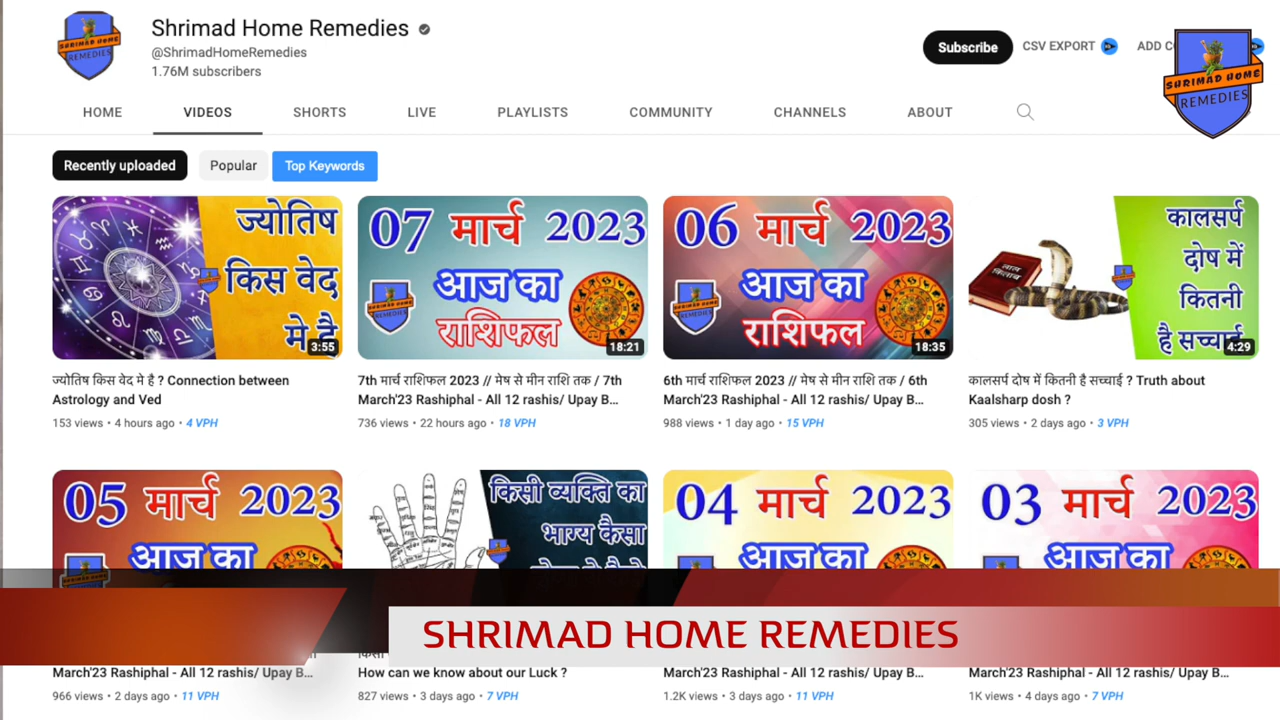 Shrimad Home Remedies
@ShrimadHomeRemedies
1.76M subscribers
Subscribe
CSV EXPORT
SHRIMAD HOME
REMEDIES
SHRIMAD HOME
REMEDIES
HOME VIDEOS SHORTS LIVE PLAYLISTS COMMUNITY CHANNELS ABOUT
Recently uploaded Popular Top Keywords
ज्योतिष
किस वेद
मे है
3:55
07 मार्च 2023
आज का
राशिफल
SHRIMAD HOME
REMEDIES
18:21
06 मार्च 2023
आज का
राशिफल
SHRIMAD HOME
REMEDIES
18:35
लाल
किताब
कालसर्प
दोष में
कितनी
है सच्चाई
4:29
ज्योतिष किस वेद मे है ? Connection between
Astrology and Ved
153 views • 4 hours ago • 4 VPH
7th मार्च राशिफल 2023 // मेष से मीन राशि तक / 7th
March'23 Rashiphal - All 12 rashis/ Upay B...
736 views • 22 hours ago • 18 VPH
6th मार्च राशिफल 2023 // मेष से मीन राशि तक / 6th
March'23 Rashiphal - All 12 rashis/ Upay B...
988 views • 1 day ago • 15 VPH
कालसर्प दोष में कितनी है सच्चाई ? Truth about
Kaalsharp dosh ?
305 views • 2 days ago • 3 VPH
05 मार्च 2023
आज का
किसी व्यक्ति का
भाग्य कैसा
04 मार्च 2023
आज का
03 मार्च 2023
आज का
SHRIMAD HOME REMEDIES
March'23 Rashiphal - All 12 rashis/ Upay B...
966 views • 2 days ago • 11 VPH
How can we know about our Luck ?
827 views • 3 days ago • 7 VPH
March'23 Rashiphal - All 12 rashis/ Upay B...
1.2K views • 3 days ago • 11 VPH
March'23 Rashiphal - All 12 rashis/ Upay B...
1K views • 4 days ago • 7 VPH